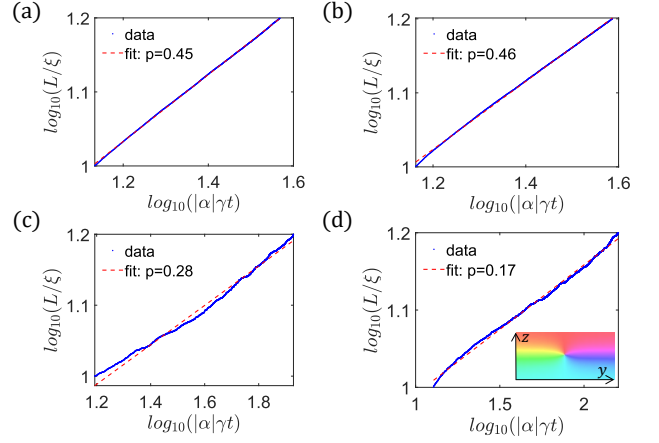 (a)
1.2
1.1
1
log₁₀(L/ξ)
data
fit: p=0.45
1.2 1.4 1.6
log₁₀(|α|γt)
(b)
1.2
1.1
1
log₁₀(L/ξ)
data
fit: p=0.46
1.2 1.4 1.6
log₁₀(|α|γt)
(c)
1.2
1.1
1
log₁₀(L/ξ)
data
fit: p=0.28
1.2 1.4 1.6 1.8
log₁₀(|α|γt)
(d)
1.2
1.1
1
log₁₀(L/ξ)
data
fit: p=0.17
z
y
1 1.5 2
log₁₀(|α|γt)